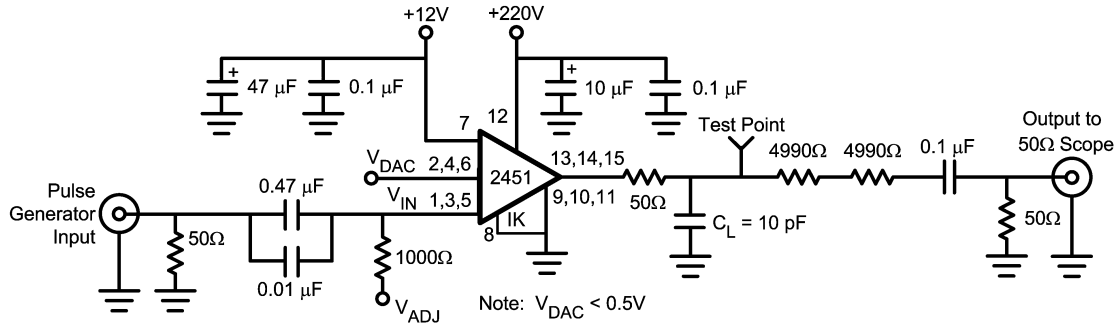 +12V
+220V
+
47 μF
0.1 μF
+
10 μF
0.1 μF
7
12
Test Point
Output to
50Ω Scope
V_DAC
2,4,6
2451
13,14,15
50Ω
9,10,11
4990Ω
4990Ω
0.1 μF
Pulse
Generator
Input
0.47 μF
V_IN
1,3,5
8
IK
50Ω
0.01 μF
1000Ω
V_ADJ
C_L = 10 pF
50Ω
Note: V_DAC < 0.5V